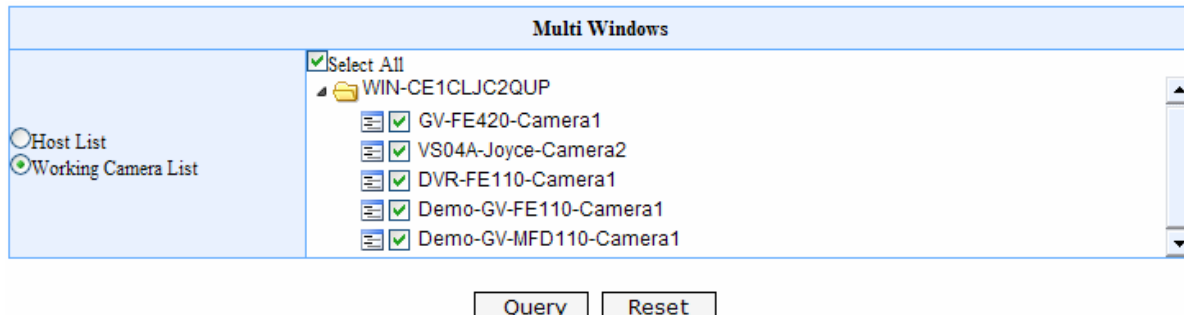 Multi Windows
Select All
WIN-CE1CLJC2QUP
GV-FE420-Camera1
Host List
VS04A-Joyce-Camera2
Working Camera List
DVR-FE110-Camera1
Demo-GV-FE110-Camera1
Demo-GV-MFD110-Camera1
Query Reset